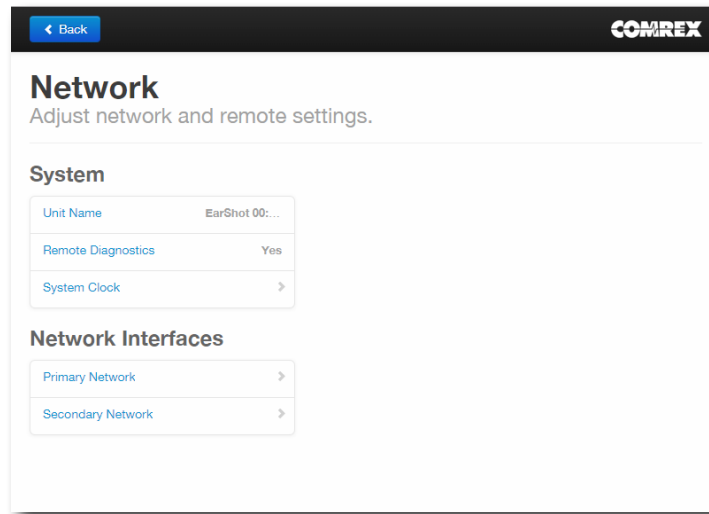 Back
COMREX
Network
Adjust network and remote settings.
System
Unit Name EarShot 00:...
Remote Diagnostics Yes
System Clock
Network Interfaces
Primary Network
Secondary Network